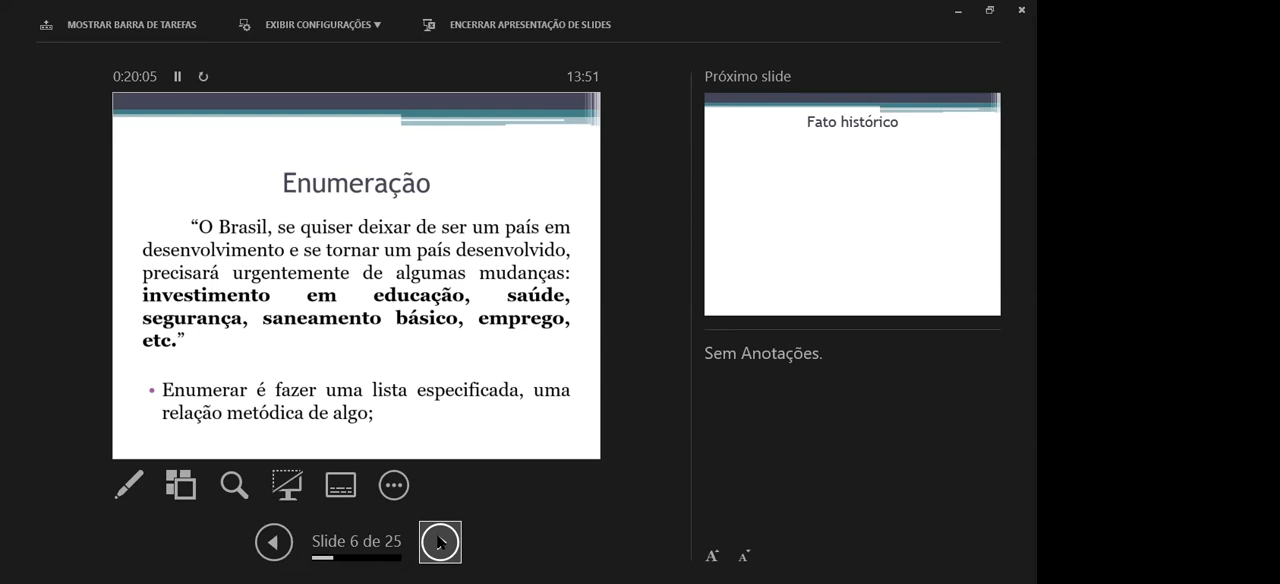 MOSTRAR BARRA DE TAREFAS
EXIBIR CONFIGURAÇÕES ▼
ENCERRAR APRESENTAÇÃO DE SLIDES
0:20:05
13:51
Enumeração
“O Brasil, se quiser deixar de ser um país em
desenvolvimento e se tornar um país desenvolvido,
precisará urgentemente de algumas mudanças:
investimento em educação, saúde,
segurança, saneamento básico, emprego,
etc.”
• Enumerar é fazer uma lista especificada, uma
relação metódica de algo;
Slide 6 de 25
Próximo slide
Fato histórico
Sem Anotações.
A A